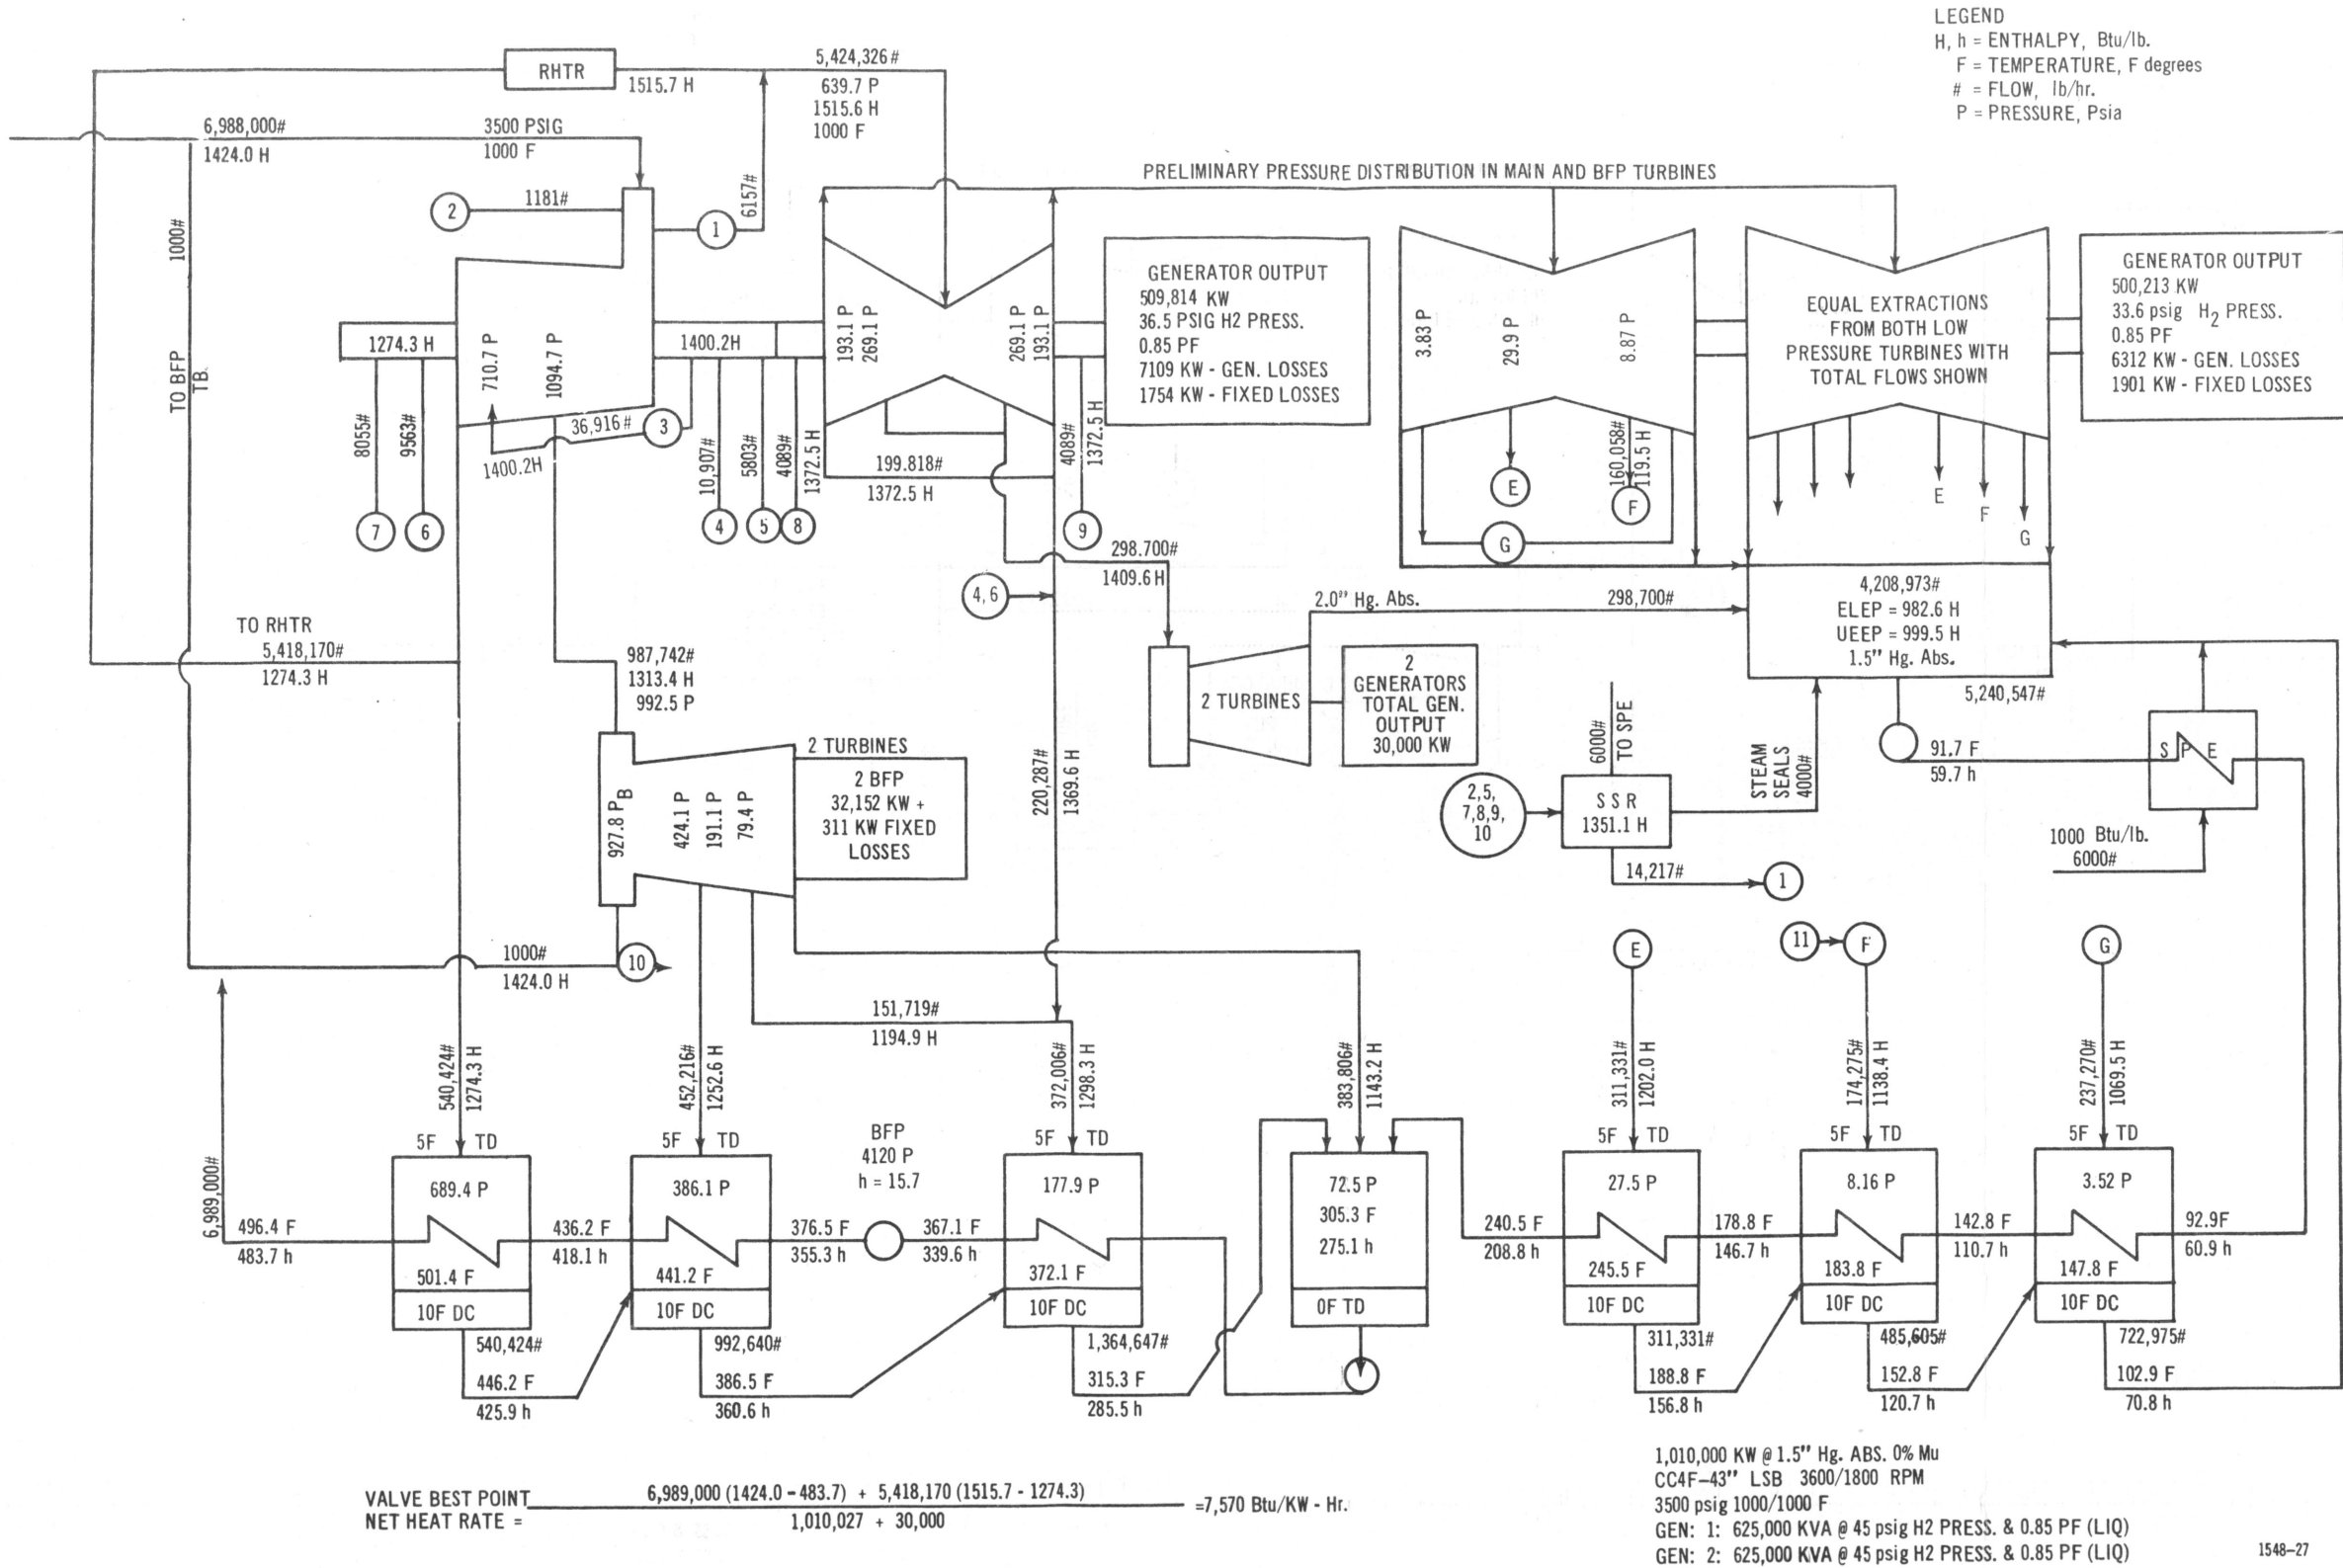 LEGEND
H, h = ENTHALPY, Btu/lb.
F = TEMPERATURE, F degrees
# = FLOW, lb/hr.
P = PRESSURE, Psia
RHTR
1515.7 H
5,424,326#
639.7 P
1515.6 H
1000 F
6,988,000#
1424.0 H
3500 PSIG
1000 F
PRELIMINARY PRESSURE DISTRIBUTION IN MAIN AND BFP TURBINES
2
1181#
1
6157#
1000#
TO BFP
TB.
1274.3 H
710.7 P
1094.7 P
1400.2H
36,916 #
3
1400.2H
8055#
9563#
7
6
10,907#
5803#
4089#
1372.5 H
4
5
8
193.1 P
269.1 P
269.1 P
193.1 P
199.818#
1372.5 H
4089#
1372.5 H
9
GENERATOR OUTPUT
509,814 KW
36.5 PSIG H2 PRESS.
0.85 PF
7109 KW - GEN. LOSSES
1754 KW - FIXED LOSSES
3.83 P
29.9 P
8.87 P
160,058#
1119.5 H
E
F
G
EQUAL EXTRACTIONS
FROM BOTH LOW
PRESSURE TURBINES WITH
TOTAL FLOWS SHOWN
E
F
G
GENERATOR OUTPUT
500,213 KW
33.6 psig H2 PRESS.
0.85 PF
6312 KW - GEN. LOSSES
1901 KW - FIXED LOSSES
4,208,973#
ELEP = 982.6 H
UEEP = 999.5 H
1.5" Hg. Abs.
5,240,547#
298.700#
1409.6 H
4, 6
2.0" Hg. Abs.
298,700#
2 TURBINES
2
GENERATORS
TOTAL GEN.
OUTPUT
30,000 KW
TO RHTR
5,418,170#
1274.3 H
987,742#
1313.4 H
992.5 P
2 TURBINES
2 BFP
32,152 KW +
311 KW FIXED
LOSSES
927.8 PB
424.1 P
191.1 P
79.4 P
220,287#
1369.6 H
6000#
TO SPE
2,5,
7,8,9,
10
SSR
1351.1 H
STEAM
SEALS
4000#
14,217#
1
91.7 F
59.7 h
S P E
1000 Btu/lb.
6000#
1000#
1424.0 H
10
151,719#
1194.9 H
E
11
F
G
540,424#
1274.3 H
452,216#
1252.6 H
372,006#
1298.3 H
383,806#
1143.2 H
311,331#
1202.0 H
174,275#
1138.4 H
237,270#
1069.5 H
6,989,000#
496.4 F
483.7 h
5F TD
689.4 P
501.4 F
10F DC
540,424#
446.2 F
425.9 h
436.2 F
418.1 h
5F TD
386.1 P
441.2 F
10F DC
992,640#
386.5 F
360.6 h
376.5 F
355.3 h
BFP
4120 P
h = 15.7
367.1 F
339.6 h
5F TD
177.9 P
372.1 F
10F DC
1,364,647#
315.3 F
285.5 h
72.5 P
305.3 F
275.1 h
0F TD
240.5 F
208.8 h
5F TD
27.5 P
245.5 F
10F DC
311,331#
188.8 F
156.8 h
178.8 F
146.7 h
5F TD
8.16 P
183.8 F
10F DC
485,605#
152.8 F
120.7 h
142.8 F
110.7 h
5F TD
3.52 P
147.8 F
10F DC
722,975#
102.9 F
70.8 h
92.9F
60.9 h
VALVE BEST POINT
NET HEAT RATE =
6,989,000 (1424.0 - 483.7) + 5,418,170 (1515.7 - 1274.3)
1,010,027 + 30,000
=7,570 Btu/KW - Hr.
1,010,000 KW @ 1.5" Hg. ABS. 0% Mu
CC4F-43" LSB 3600/1800 RPM
3500 psig 1000/1000 F
GEN: 1: 625,000 KVA @ 45 psig H2 PRESS. & 0.85 PF (LIQ)
GEN: 2: 625,000 KVA @ 45 psig H2 PRESS. & 0.85 PF (LIQ)
1548-27